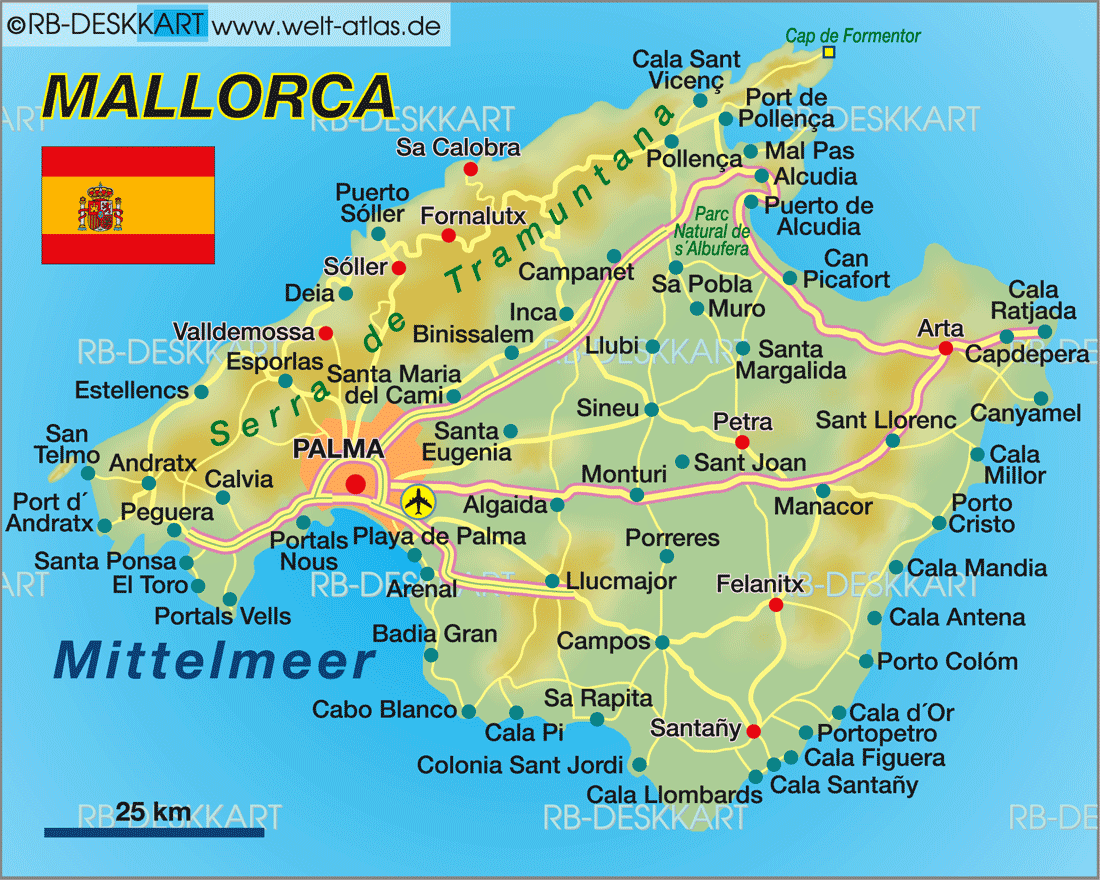 ©RB-DESKKART www.welt-atlas.de
MALLORCA
Cap de Formentor
Cala Sant
Vicenç
Port de
Pollença
Pollença
Mal Pas
Alcudia
Puerto de
Alcudia
Sa Calobra
Puerto
Sóller
Fornalutx
Sóller
Deia
Serra de Tramuntana
Parc
Natural de
s´Albufera
Campanet
Sa Pobla
Muro
Can
Picafort
Cala
Ratjada
Arta
Capdepera
Valldemossa
Inca
Binissalem
Llubi
Santa
Margalida
Esporlas
Santa Maria
del Cami
Estellencs
Sineu
Petra
Sant Llorenc
Canyamel
San
Telmo
Andratx
Calvia
PALMA
Santa
Eugenia
Sant Joan
Monturi
Cala
Millor
Port d´
Andratx
Peguera
Algaida
Manacor
Porto
Cristo
Santa Ponsa
Portals
Nous
Playa de Palma
Porreres
El Toro
Arenal
Llucmajor
Felanitx
Cala Mandia
Portals Vells
Badia Gran
Campos
Cala Antena
Mittelmeer
Porto Colóm
Cabo Blanco
Cala Pi
Sa Rapita
Santañy
Cala d´Or
Portopetro
Colonia Sant Jordi
Cala Figuera
Cala Llombards
Cala Santañy
25 km
RB-DESKKART
RB-DESKKART
RB-DESKKART
RB-DESKKART
RB-DESKKART
RB-DESKKART
RB-DESKKART
RB-DESKKART
RB-DESKKART